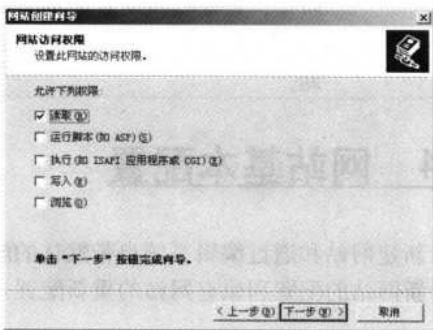 网站创建向导
网站访问权限
设置此网站的访问权限。
允许下列权限:
读取(R)
运行脚本(如 ASP)(S)
执行(如 ISAPI 应用程序或 CGI)(E)
写入(W)
浏览(O)
单击“下一步”按钮完成向导。
<上一步(B) 下一步(N)> 取消